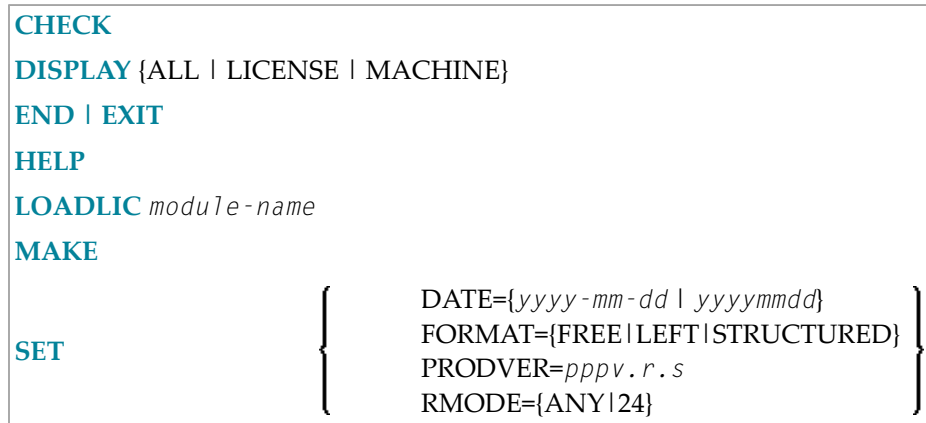 CHECK
DISPLAY {ALL | LICENSE | MACHINE}
END | EXIT
HELP
LOADLIC module-name
MAKE
SET
DATE={yyyy-mm-dd | yyyymmdd}
FORMAT={FREE|LEFT|STRUCTURED}
PRODVER=pppv.r.s
RMODE={ANY|24}